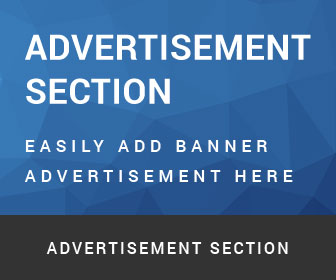 ADVERTISEMENT
SECTION
EASILY ADD BANNER
ADVERTISEMENT HERE
ADVERTISEMENT SECTION